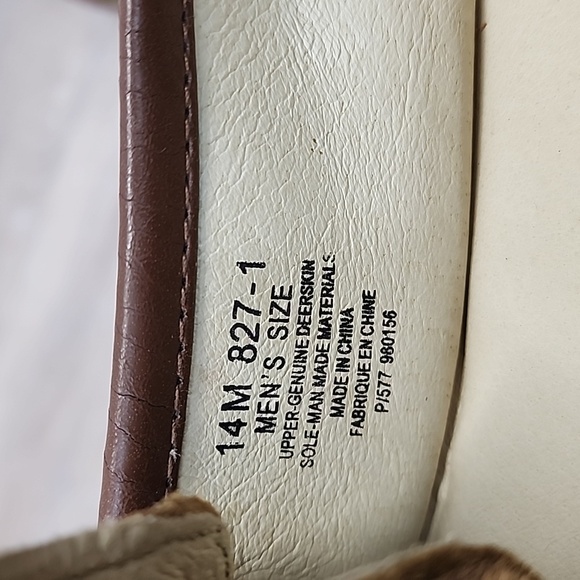 14M 827-1
MEN'S SIZE
UPPER-GENUINE DEERSKIN
SOLE-MAN MADE MATERIALS
MADE IN CHINA
FABRIQUE EN CHINE
P/577 980156